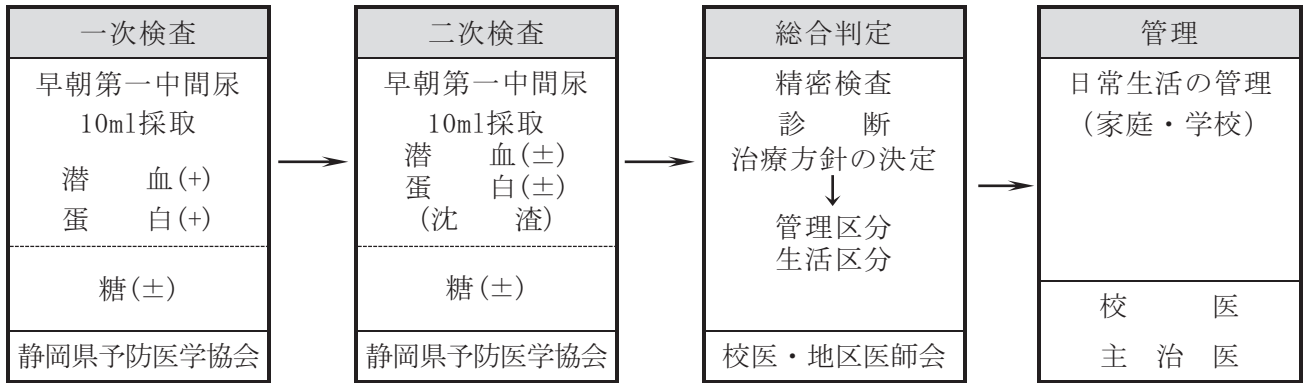 一次検査
早朝第一中間尿
10ml採取
潜 血(+)
蛋 白(+)
糖(±)
静岡県予防医学協会
二次検査
早朝第一中間尿
10ml採取
潜 血(±)
蛋 白(±)
(沈 渣)
糖(±)
静岡県予防医学協会
総合判定
精密検査
診 断
治療方針の決定
↓
管理区分
生活区分
校医・地区医師会
管理
日常生活の管理
(家庭・学校)
校 医
主 治 医